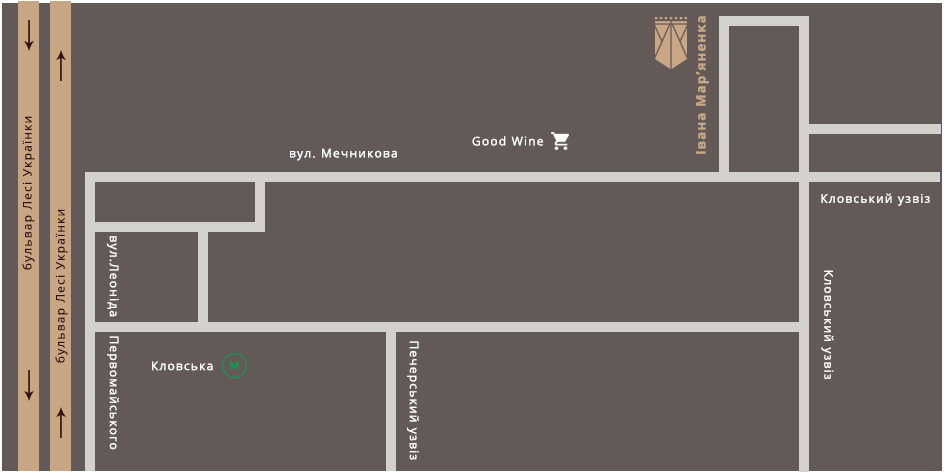 бульвар Лесі Українки
бульвар Лесі Українки
вул. Мечникова
Good Wine
Івана Мар’яненка
Кловський узвіз
вул.Леоніда
Первомайського
Кловська М
Печерський узвіз
Кловський узвіз